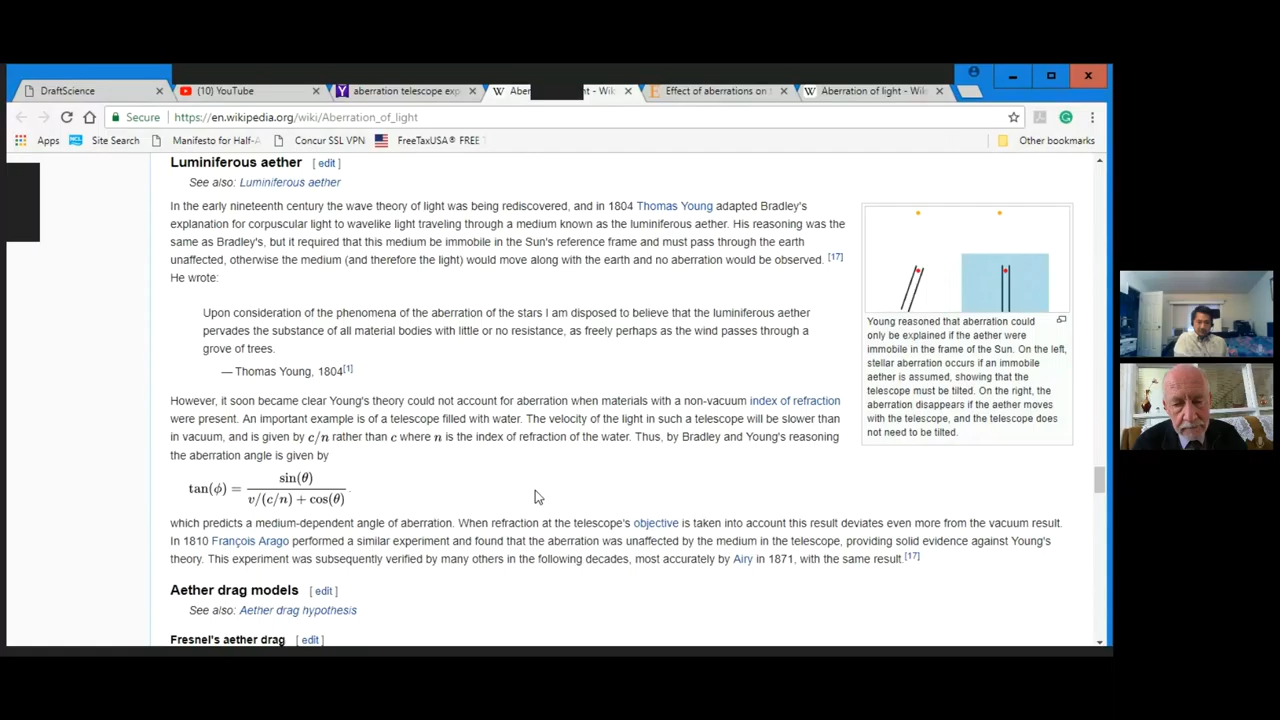 DraftScience
(10) YouTube
aberration telescope exp
Aber
t - Wiki
Effect of aberrations on
Aberration of light - Wiki
Secure
https://en.wikipedia.org/wiki/Aberration_of_light
Apps
Site Search
Manifesto for Half-A
Concur SSL VPN
FreeTaxUSA® FREE T
Other bookmarks
Luminiferous aether [ edit ]
See also: Luminiferous aether
In the early nineteenth century the wave theory of light was being rediscovered, and in 1804 Thomas Young adapted Bradley's
explanation for corpuscular light to wavelike light traveling through a medium known as the luminiferous aether. His reasoning was the
same as Bradley's, but it required that this medium be immobile in the Sun's reference frame and must pass through the earth
unaffected, otherwise the medium (and therefore the light) would move along with the earth and no aberration would be observed. [17]
He wrote:
Upon consideration of the phenomena of the aberration of the stars I am disposed to believe that the luminiferous aether
pervades the substance of all material bodies with little or no resistance, as freely perhaps as the wind passes through a
grove of trees.
— Thomas Young, 1804[1]
Young reasoned that aberration could
only be explained if the aether were
immobile in the frame of the Sun. On the left,
stellar aberration occurs if an immobile
aether is assumed, showing that the
telescope must be tilted. On the right, the
aberration disappears if the aether moves
with the telescope, and the telescope does
not need to be tilted.
However, it soon became clear Young's theory could not account for aberration when materials with a non-vacuum index of refraction
were present. An important example is of a telescope filled with water. The velocity of the light in such a telescope will be slower than
in vacuum, and is given by c/n rather than c where n is the index of refraction of the water. Thus, by Bradley and Young's reasoning
the aberration angle is given by
tan(ϕ) = sin(θ) / v/(c/n) + cos(θ) .
which predicts a medium-dependent angle of aberration. When refraction at the telescope's objective is taken into account this result deviates even more from the vacuum result.
In 1810 François Arago performed a similar experiment and found that the aberration was unaffected by the medium in the telescope, providing solid evidence against Young's
theory. This experiment was subsequently verified by many others in the following decades, most accurately by Airy in 1871, with the same result.[17]
Aether drag models [ edit ]
See also: Aether drag hypothesis
Fresnel's aether drag [ edit ]